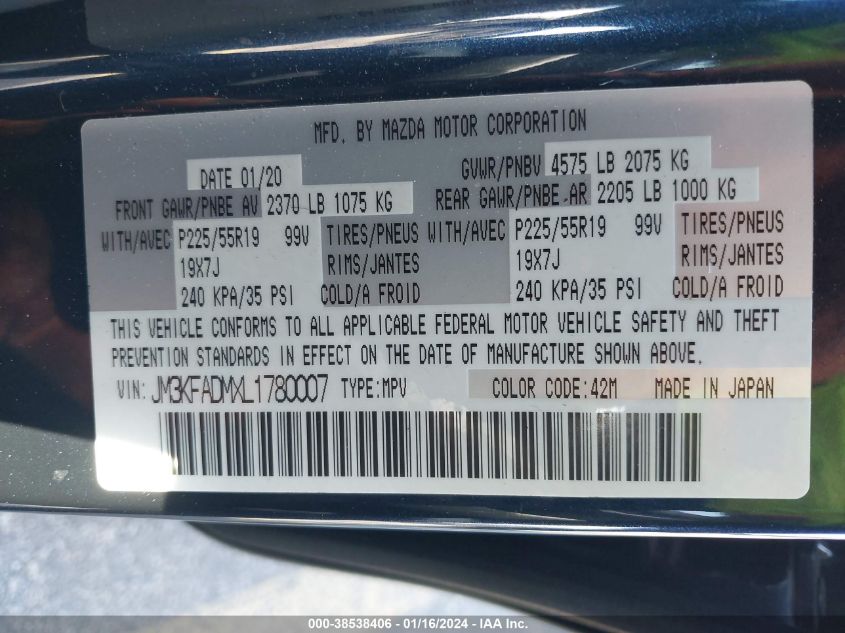 MFD. BY MAZDA MOTOR CORPORATION
DATE 01/20 GVWR/PNBV 4575 LB 2075 KG
FRONT GAWR/PNBE AV 2370 LB 1075 KG REAR GAWR/PNBE AR 2205 LB 1000 KG
WITH/AVEC P225/55R19 99V TIRES/PNEUS WITH/AVEC P225/55R19 99V TIRES/PNEUS
19X7J RIMS/JANTES 19X7J RIMS/JANTES
240 KPA/35 PSI COLD/A FROID 240 KPA/35 PSI COLD/A FROID
THIS VEHICLE CONFORMS TO ALL APPLICABLE FEDERAL MOTOR VEHICLE SAFETY AND THEFT
PREVENTION STANDARDS IN EFFECT ON THE DATE OF MANUFACTURE SHOWN ABOVE.
VIN: JM3KFADMXL1780007 TYPE:MPV COLOR CODE:42M MADE IN JAPAN
000-38538406 - 01/16/2024 - IAAI Inc.